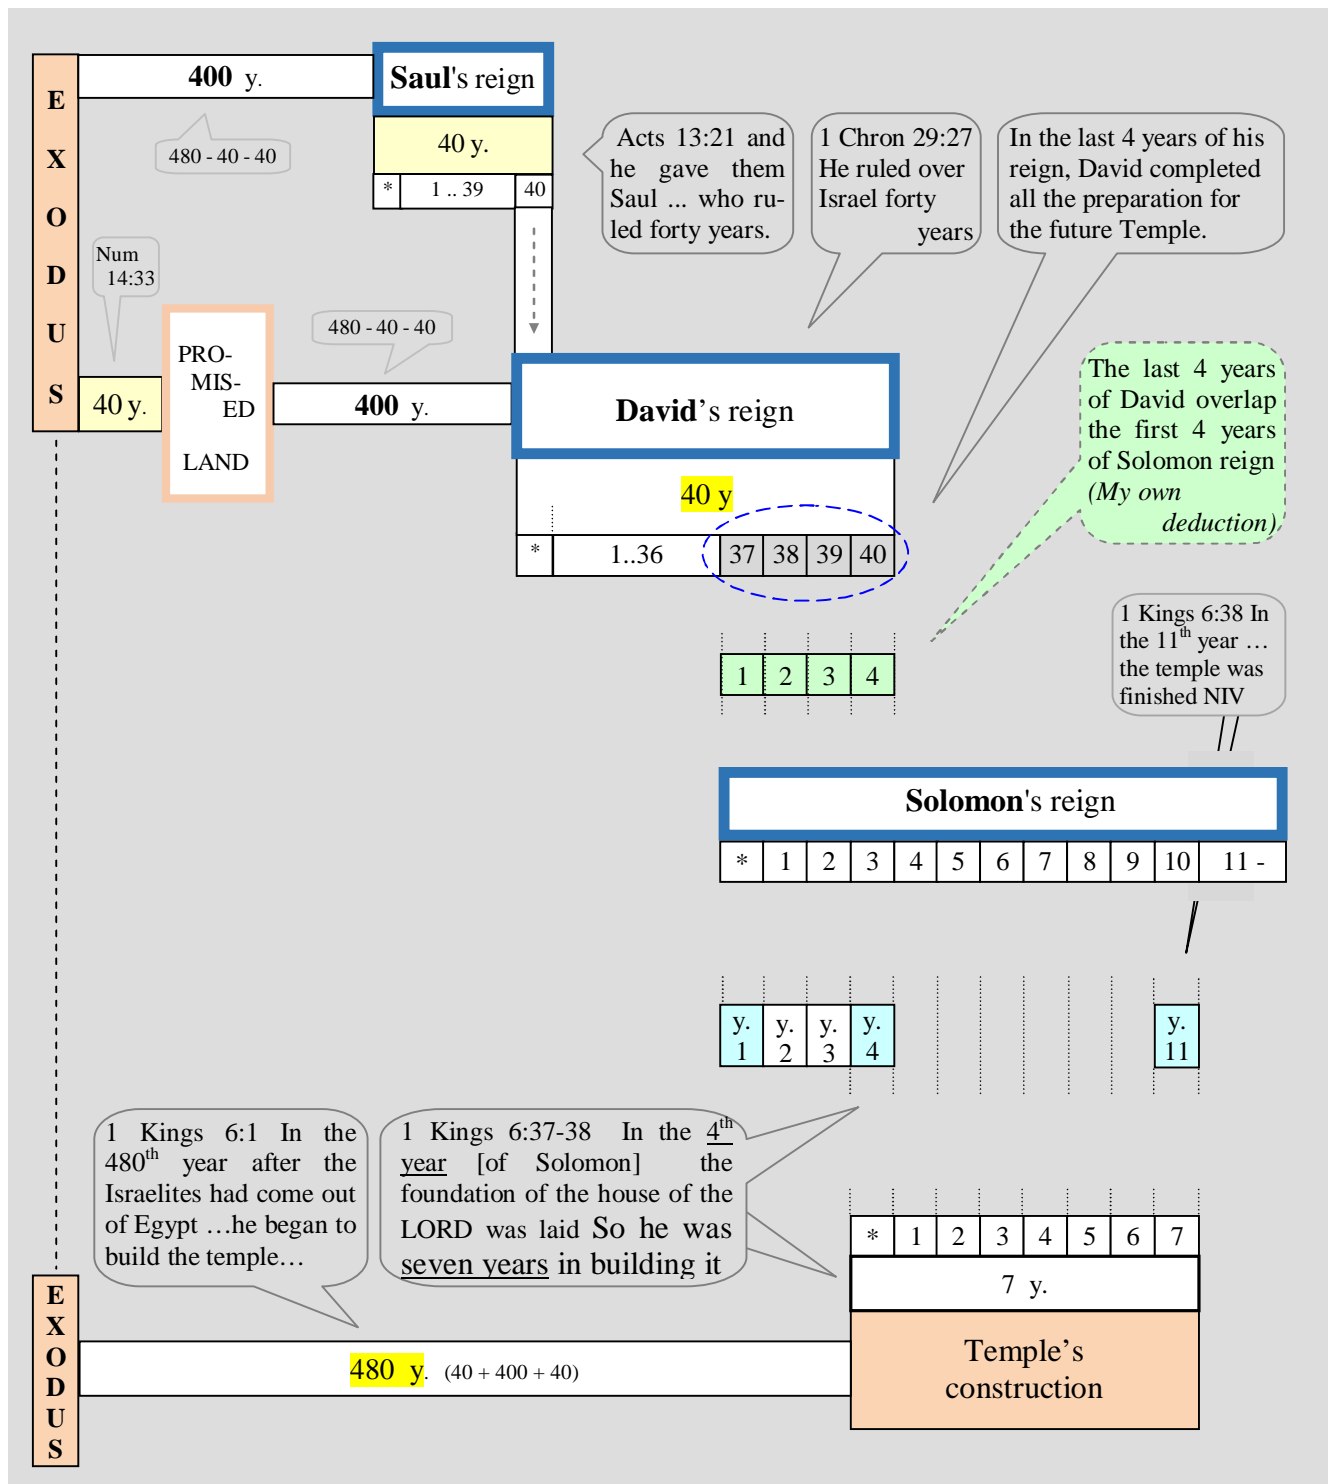 E
X
O
D
U
S
400 y.
Saul's reign
480 - 40 - 40
40 y.
* 1 .. 39 40
Acts 13:21 and
he gave them
Saul ... who ru-
led forty years.
1 Chron 29:27
He ruled over
Israel forty
years
In the last 4 years of his
reign, David completed
all the preparation for
the future Temple.
Num
14:33
40 y.
PRO-
MIS-
ED
LAND
480 - 40 - 40
400 y.
David’s reign
40 y
* 1..36 37 38 39 40
The last 4 years
of David overlap
the first 4 years
of Solomon reign
(My own
deduction)
1 2 3 4
1 Kings 6:38 In
the 11th year …
the temple was
finished NIV
Solomon's reign
* 1 2 3 4 5 6 7 8 9 10 11 -
y. y. y. y. y.
1 2 3 4 11
1 Kings 6:1 In the
480th year after the
Israelites had come out
of Egypt …he began to
build the temple…
1 Kings 6:37-38 In the 4th
year [of Solomon] the
foundation of the house of the
LORD was laid So he was
seven years in building it
* 1 2 3 4 5 6 7
7 y.
Temple’s
construction
E
X
O
D
U
S
480 y. (40 + 400 + 40)